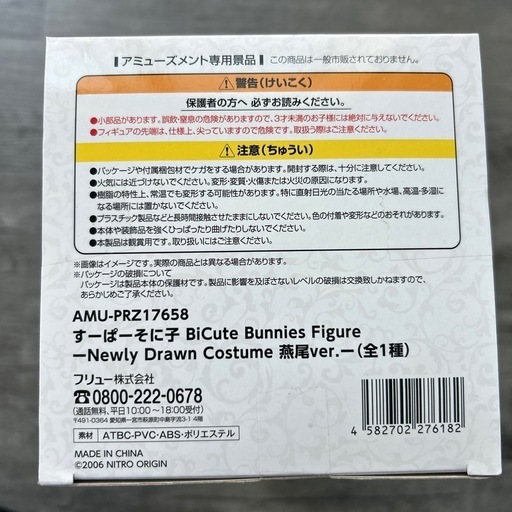 アミューズメント専用景品 この商品は一般市販されておりません。
⚠警告(けいこく)
保護者の方へ 必ずお読みください。
●小部品があります。誤飲・窒息の危険がありますので、3才未満のお子様には絶対に与えないでください。
●フィギュアの先端は、仕様上、尖っていますので危険です。取扱う際はご注意ください。
⚠注意(ちゅうい)
●パッケージや付属梱包材でケガをする場合があります。開封する際は、十分に注意してください。
●火気には近づけないでください。変形・変質・火傷または火災の原因になります。
●樹脂の特性上、常温でも変形する可能性があります。特に直射日光の当たる場所や水場、高温・多湿になる場所には置かないでください。
●プラスチック製品などと長時間接触させたままにしないでください。色の付着や変形などのおそれがあります。
●本体や装飾品を強くひっぱったり曲げたりしないでください。
●本製品は観賞用です。取り扱いにはご注意ください。
※画像はイメージです。実際の商品とは異なる場合があります。
※パッケージの破損について
パッケージは製品本体の保護材です。製品に影響を及ぼさないレベルの破損は交換致しかねますので、
あらかじめご了承ください。
AMU-PRZ17658
すーぱーそに子 BiCute Bunnies Figure
ーNewly Drawn Costume 燕尾ver.ー(全1種)
フリュー株式会社
☎0800-222-0678
(通話無料、平日10:00~18:00受付)
〒491-0364 愛知県一宮市萩原町中島字流3-1 4階
素材 ATBC-PVC・ABS・ポリエステル
MADE IN CHINA
©2006 NITRO ORIGIN
4 582702 276182